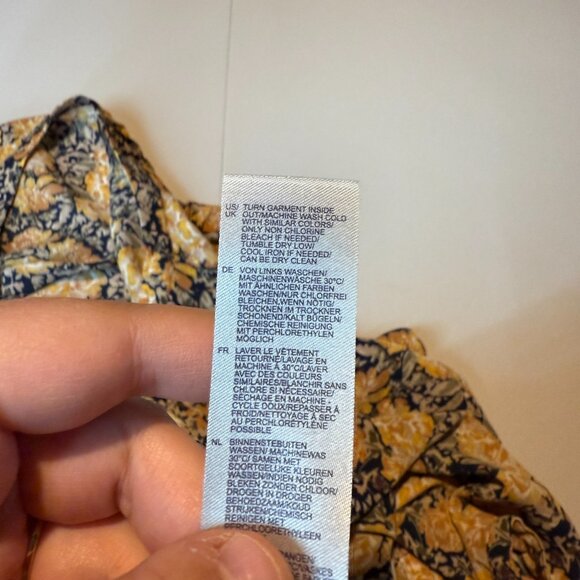 US/ TURN GARMENT INSIDE
UK OUT/MACHINE WASH COLD
WITH SIMILAR COLORS/
ONLY NON CHLORINE
BLEACH IF NEEDED/
TUMBLE DRY LOW/
COOL IRON IF NEEDED/
CAN BE DRY CLEAN
DE VON LINKS WASCHEN/
MASCHINENWÄSCHE 30°C/
MIT ÄHNLICHEN FARBEN
WASCHEN/NUR CHLORFREI
BLEICHEN,WENN NÖTIG/
TROCKNEN IM TROCKNER
SCHONEND/KALT BÜGELN/
CHEMISCHE REINIGUNG
MIT PERCHLORETHYLEN
MÖGLICH
FR LAVER LE VÊTEMENT
RETOURNÉ/LAVAGE EN
MACHINE À 30°C/LAVER
AVEC DES COULEURS
SIMILAIRES/BLANCHIR SANS
CHLORE SI NÉCESSAIRE/
SÉCHAGE EN MACHINE -
CYCLE DOUX/REPASSER À
FROID/NETTOYAGE À SEC
AU PERCHLORETYLÈNE
POSSIBLE
NL BINNENSTEBUITEN
WASSEN/ MACHINEWAS
30°C/ SAMEN MET
SOORTGELIJKE KLEUREN
WASSEN/INDIEN NODIG
BLEKEN ZONDER CHLOOR/
DROGEN IN DROGER
BEHOEDZAAM/KOUD
STRIJKEN/CHEMISCH
REINIGEN MET
PERCHLOORETHYLEEN